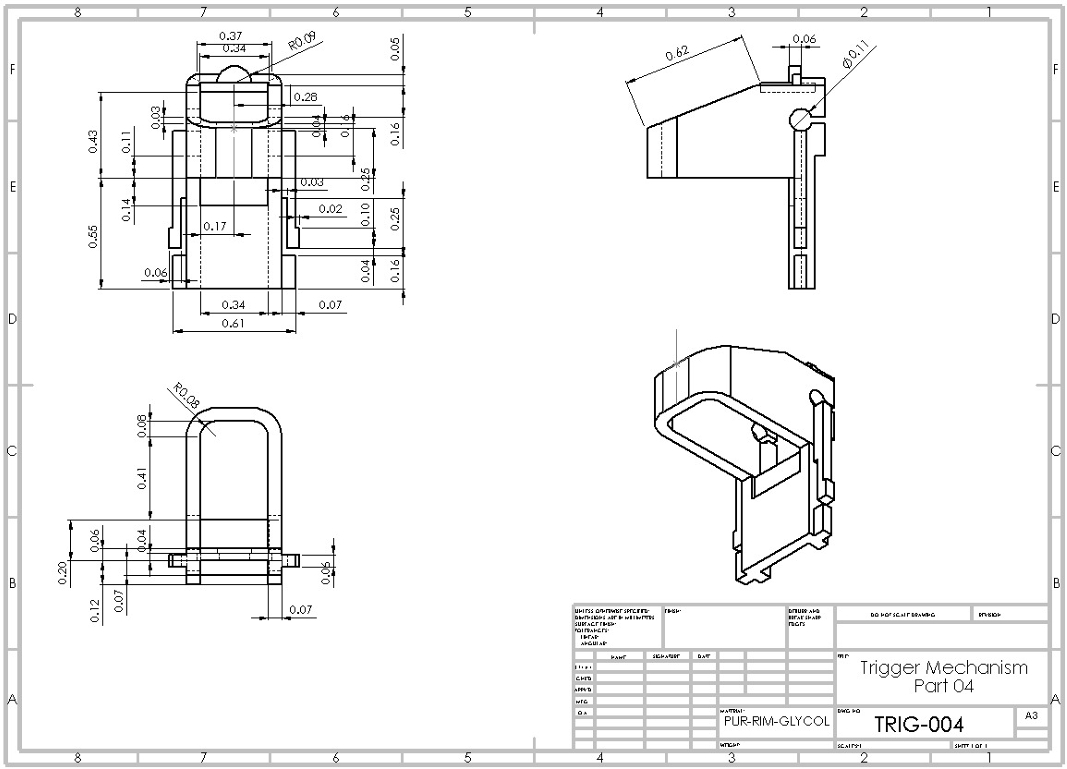 8 7 6 5 4 3 2 1
F
E
D
C
B
A
F
E
D
C
B
A
0.37
0.34
R0.09
0.05
0.28
0.03
0.04
0.16
0.16
0.43
0.11
0.25
0.03
0.14
0.02
0.10
0.25
0.17
0.55
0.06
0.04
0.16
0.34
0.07
0.61
0.62
0.06
Ø0.11
R0.08
0.08
0.41
0.06
0.04
0.20
0.06
0.12
0.07
0.07
UNLESS OTHERWISE SPECIFIED:
DIMENSIONS ARE IN MILLIMETERS
SURFACE FINISH:
TOLERANCES:
LINEAR:
ANGULAR:
FINISH:
DEBURR AND
BREAK SHARP
EDGES
DO NOT SCALE DRAWING
REVISION
NAME
SIGNATURE
DATE
CHK'D
APPV'D
MFG
Q.A
TITLE:
Trigger Mechanism
Part 04
MATERIAL:
PUR-RIM-GLYCOL
DWG NO.
TRIG-004
A3
WEIGHT:
SHEET 1 OF 1
8 7 6 5 4 3 2 1